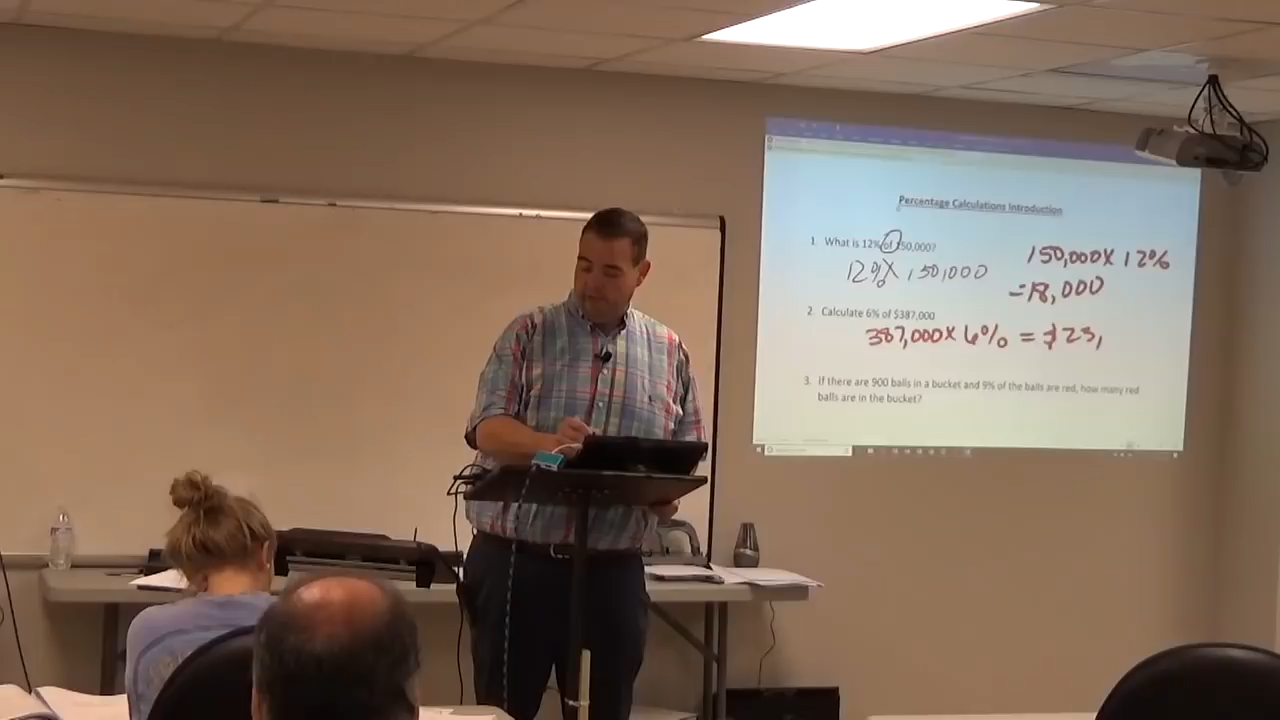 Percentage Calculations Introduction
1. What is 12% of 150,000?
12% X 150,000
150,000 X 12%
= 18,000
2. Calculate 6% of $387,000
387,000 X 6% = $23,
3. If there are 900 balls in a bucket and 9% of the balls are red, how many red
balls are in the bucket?